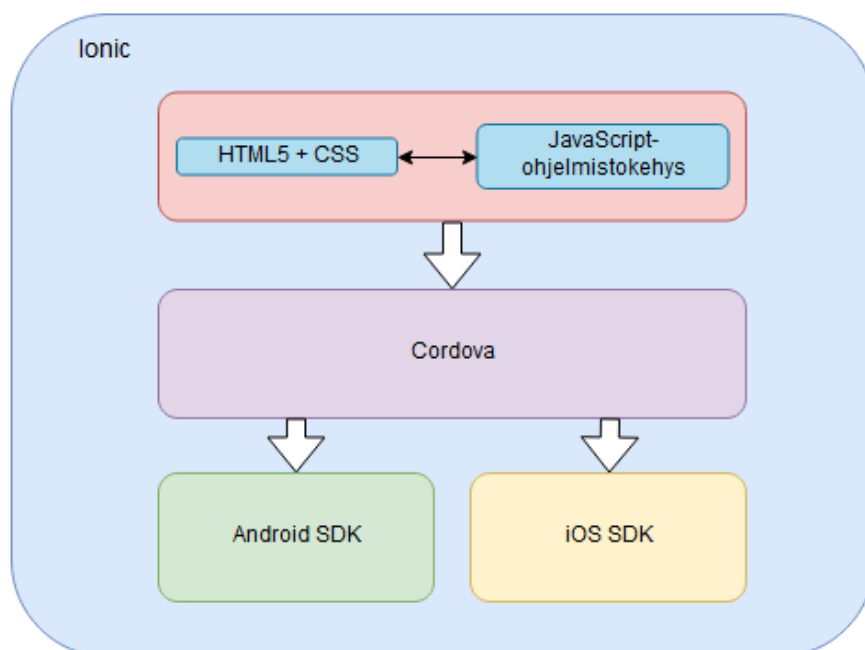 Ionic
HTML5 + CSS
JavaScript-
ohjelmistokehys
Cordova
Android SDK
iOS SDK